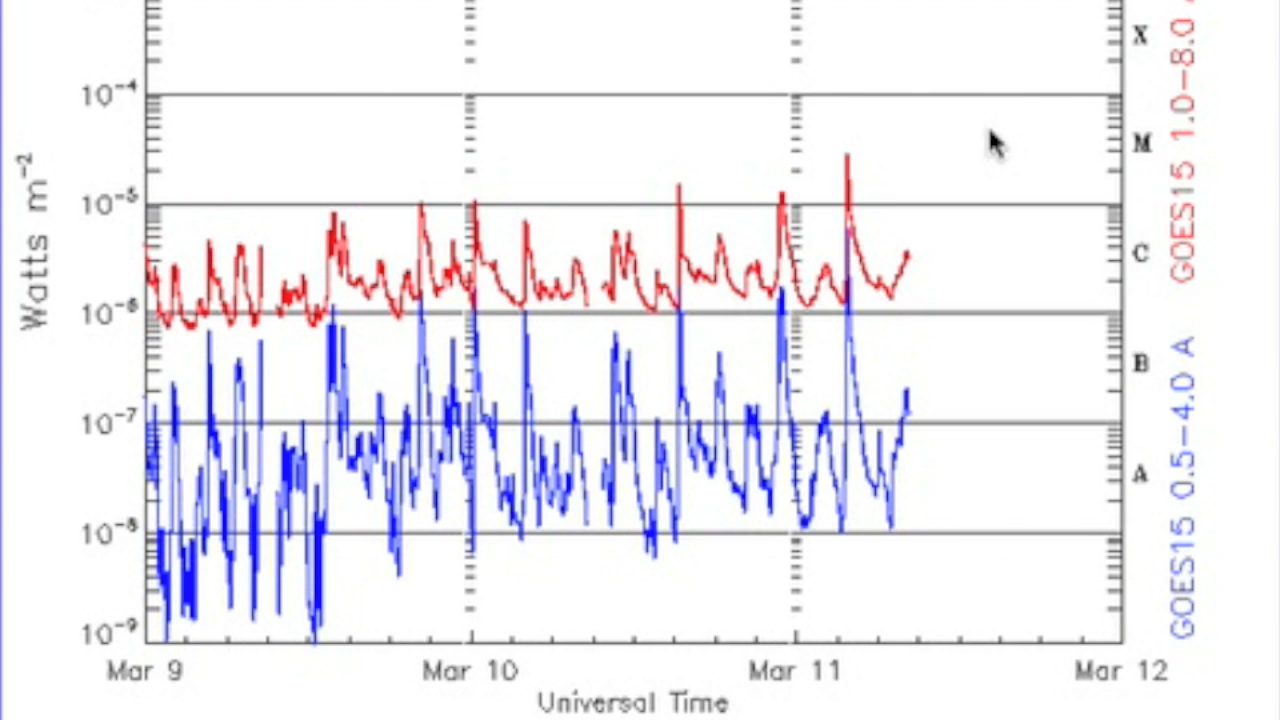 X
10⁻⁴
M
10⁻⁵
C
10⁻⁶
B
10⁻⁷
A
10⁻⁸
10⁻⁹
Watts m⁻²
Mar 9 Mar 10 Mar 11 Mar 12
Universal Time
GOES15 1.0-8.0
GOES15 0.5-4.0 A